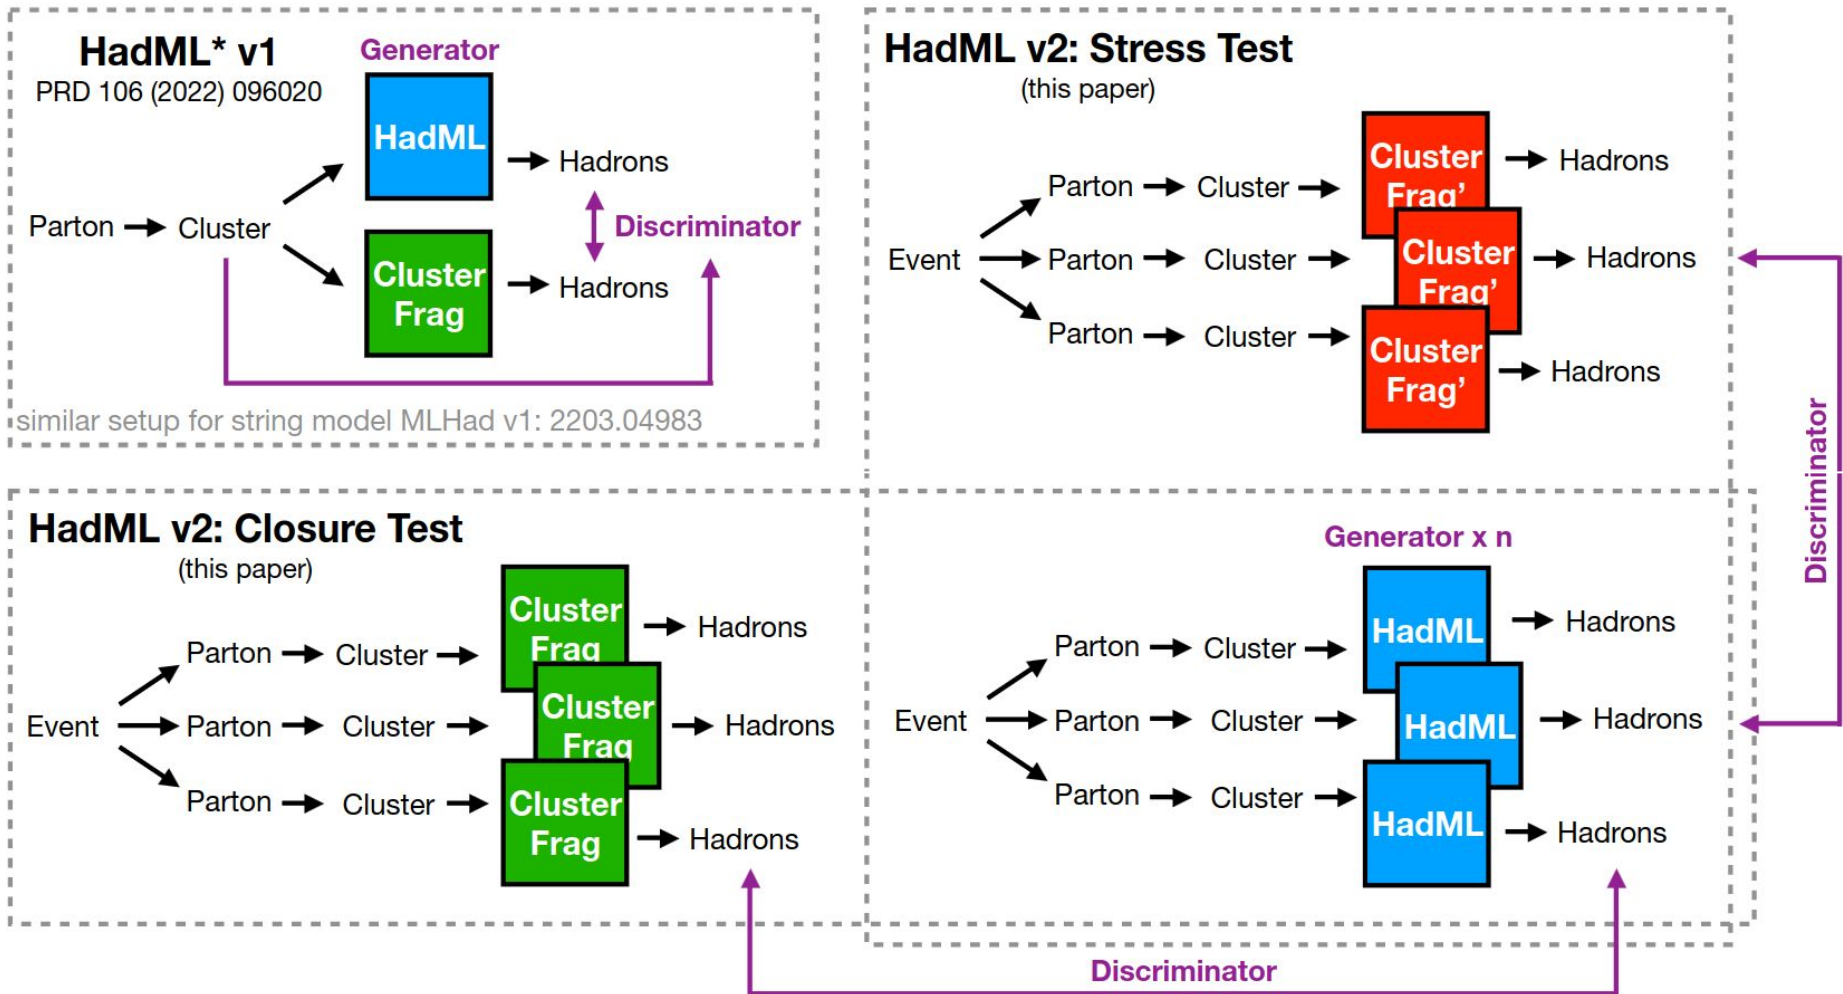 HadML* v1
PRD 106 (2022) 096020
Generator
HadML
Hadrons
Parton
Cluster
Discriminator
Cluster
Frag
Hadrons
similar setup for string model MLHad v1: 2203.04983
HadML v2: Stress Test
(this paper)
Event
Parton
Cluster
Cluster
Frag’
Hadrons
Parton
Cluster
Cluster
Frag’
Hadrons
Parton
Cluster
Cluster
Frag’
Hadrons
Discriminator
HadML v2: Closure Test
(this paper)
Event
Parton
Cluster
Cluster
Frag
Hadrons
Parton
Cluster
Cluster
Frag
Hadrons
Parton
Cluster
Cluster
Frag
Hadrons
Generator x n
Event
Parton
Cluster
HadML
Hadrons
Parton
Cluster
HadML
Hadrons
Parton
Cluster
HadML
Hadrons
Discriminator